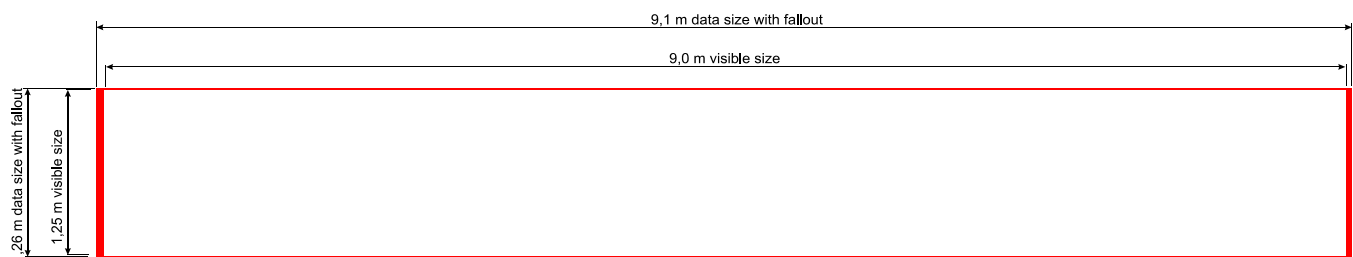 9,1 m data size with fallout
9,0 m visible size
,26 m data size with fallout
1,25 m visible size